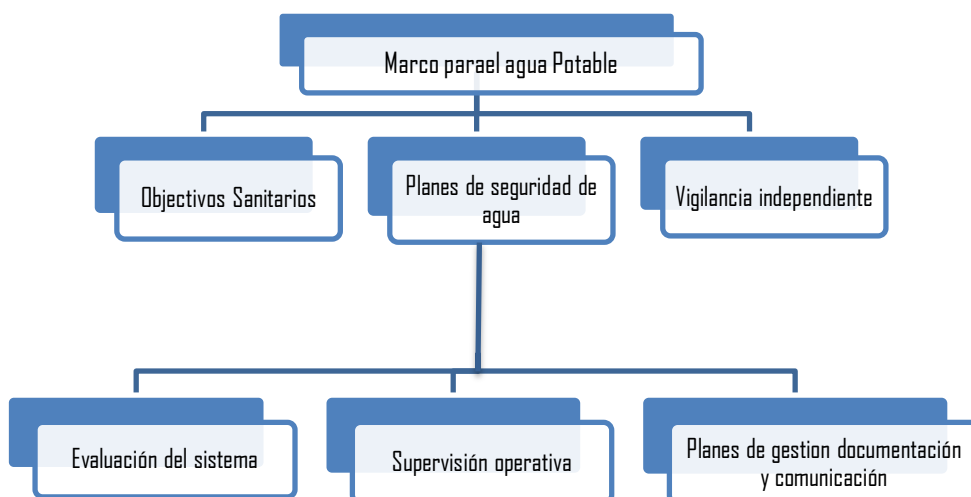 Marco parael agua Potable
Objectivos Sanitarios
Planes de seguridad de
agua
Vigilancia independiente
Evaluación del sistema
Supervisión operativa
Planes de gestion documentación
y comunicación